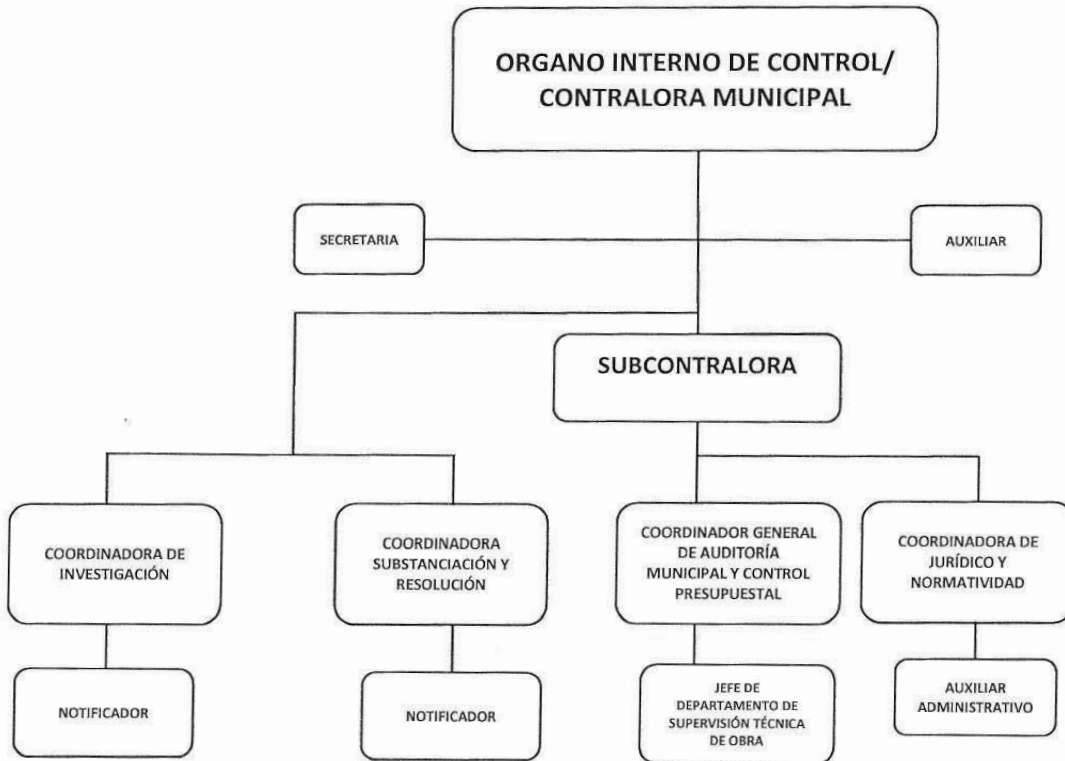 ORGANO INTERNO DE CONTROL/
CONTRALORA MUNICIPAL
SECRETARIA
AUXILIAR
SUBCONTRALORA
COORDINADORA DE
INVESTIGACIÓN
COORDINADORA
SUBSTANCIACIÓN Y
RESOLUCIÓN
COORDINADOR GENERAL
DE AUDITORÍA
MUNICIPAL Y CONTROL
PRESUPUESTAL
COORDINADORA DE
JURÍDICO Y
NORMATIVIDAD
NOTIFICADOR
NOTIFICADOR
JEFE DE
DEPARTAMENTO DE
SUPERVISIÓN TÉCNICA
DE OBRA
AUXILIAR
ADMINISTRATIVO